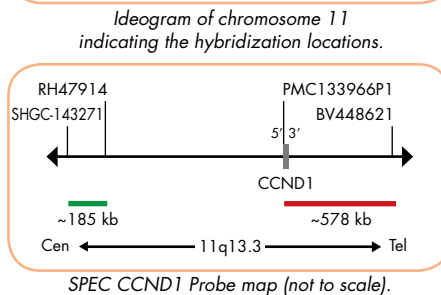 Ideogram of chromosome 11
indicating the hybridization locations.
RH47914 PMC133966P1
SHGC-143271 BV448621
5' 3'
CCND1
~185 kb ~578 kb
Cen 11q13.3 Tel
SPEC CCND1 Probe map (not to scale).